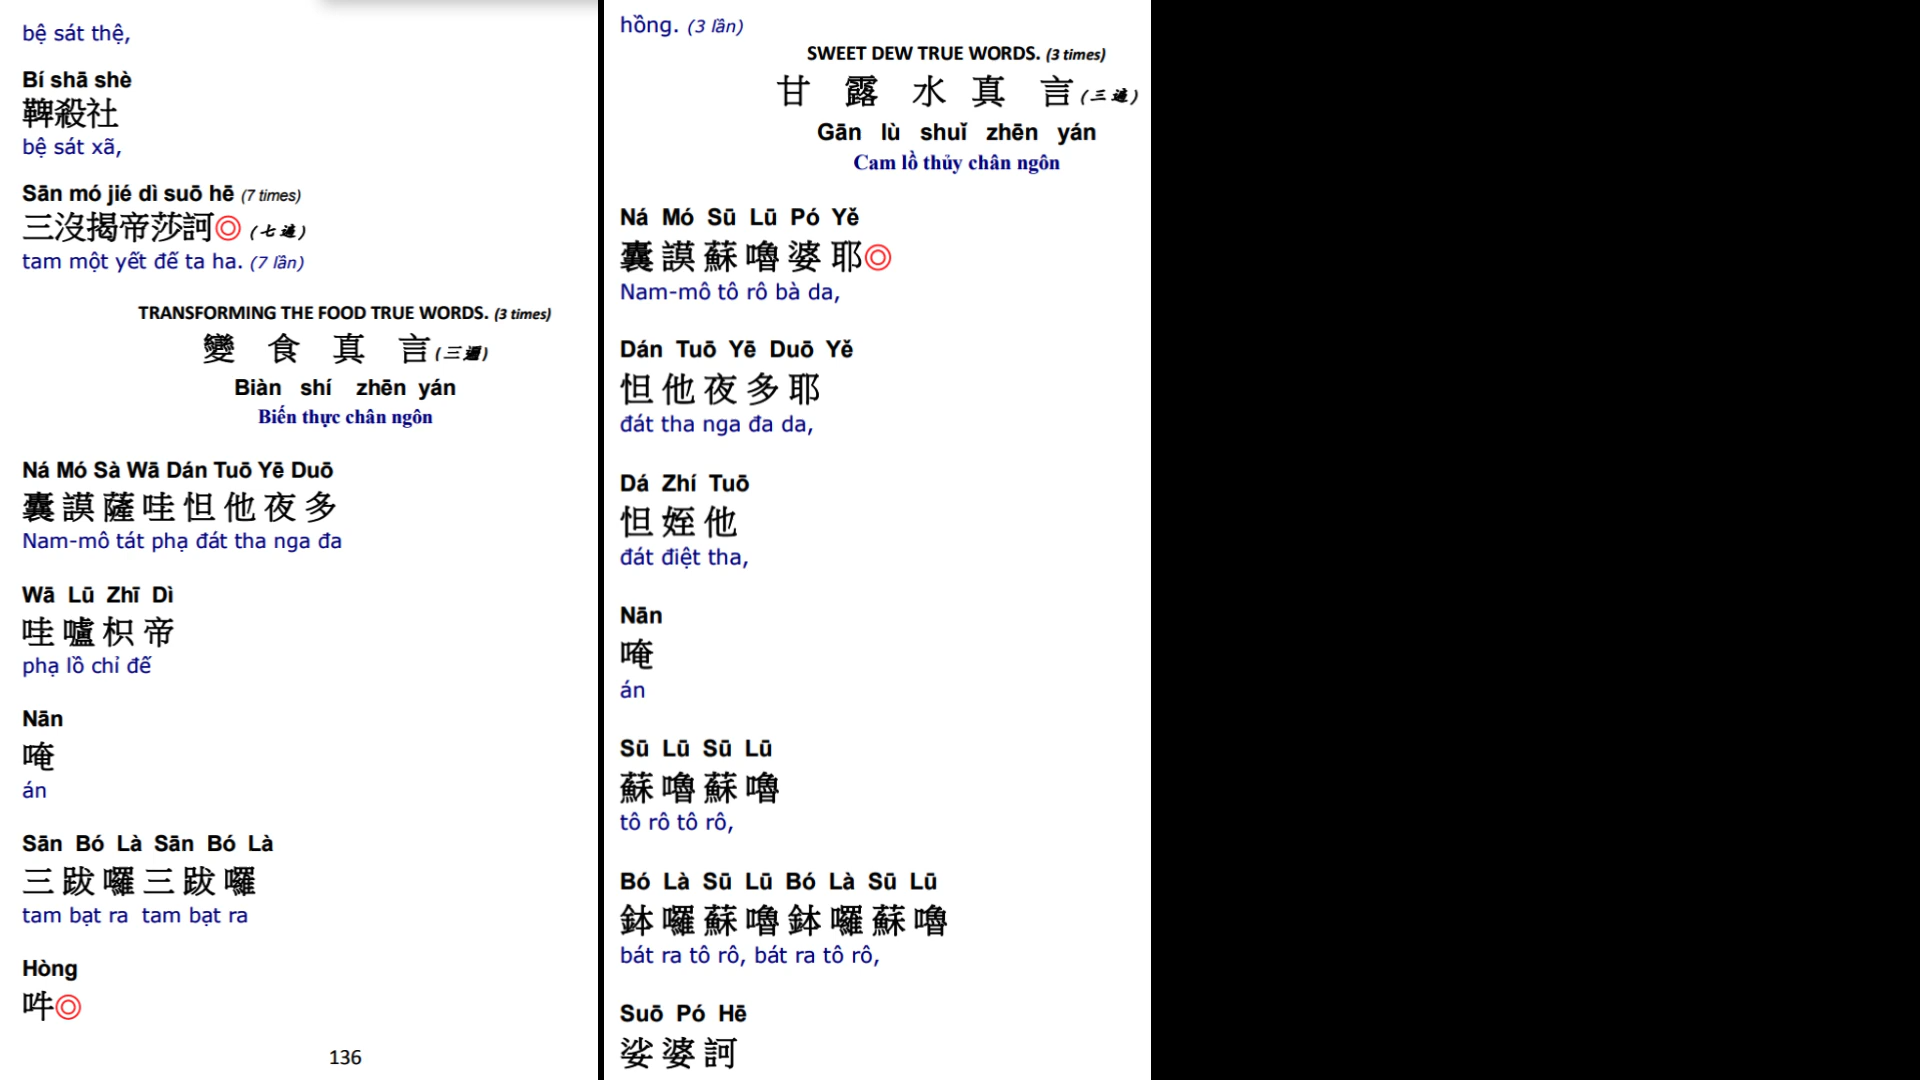 bệ sát thệ,
Bí shā shè
鞞殺社
bệ sát xã,
Sān mó jié dì suō hē (7 times)
三沒揭帝莎訶◎ (七遍)
tam một yết đế ta ha. (7 lần)
TRANSFORMING THE FOOD TRUE WORDS. (3 times)
變 食 真 言(三遍)
Biàn shí zhēn yán
Biến thực chân ngôn
Ná Mó Sà Wā Dán Tuō Yē Duō
囊謨薩哇怛他夜多
Nam-mô tát phạ đát tha nga đa
Wā Lū Zhī Dì
哇嚧枳帝
phạ lồ chỉ đế
Nān
唵
án
Sān Bó Là Sān Bó Là
三跋囉三跋囉
tam bạt ra tam bạt ra
Hòng
吽◎
136
hồng. (3 lần)
SWEET DEW TRUE WORDS. (3 times)
甘 露 水 真 言(三遍)
Gān lù shuǐ zhēn yán
Cam lồ thủy chân ngôn
Ná Mó Sū Lū Pó Yě
囊謨蘇嚕婆耶◎
Nam-mô tô rô bà da,
Dán Tuō Yē Duō Yě
怛他夜多耶
đát tha nga đa da,
Dá Zhí Tuō
怛姪他
đát điệt tha,
Nān
唵
án
Sū Lū Sū Lū
蘇嚕蘇嚕
tô rô tô rô,
Bó Là Sū Lū Bó Là Sū Lū
鉢囉蘇嚕鉢囉蘇嚕
bát ra tô rô, bát ra tô rô,
Suō Pó Hē
娑婆訶